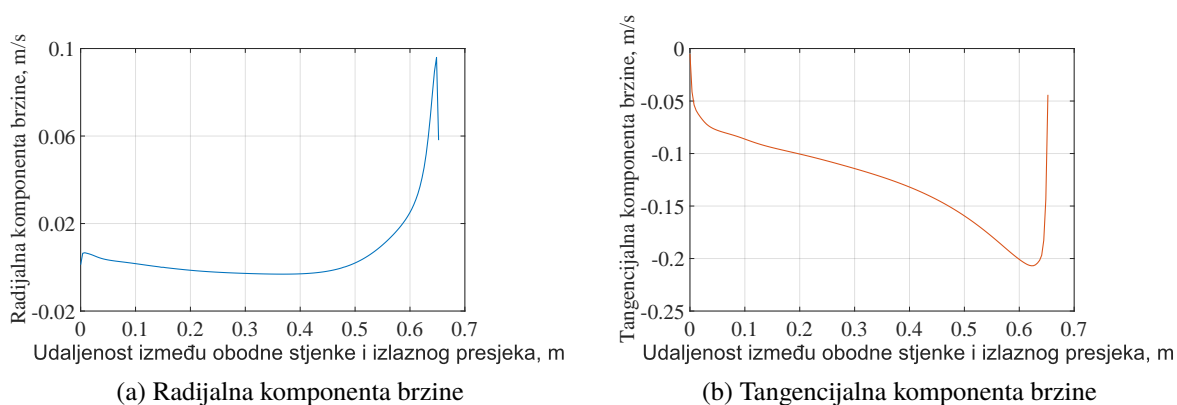 Radijalna komponenta brzine, m/s
0.1
0.06
0.02
-0.02
0 0.1 0.2 0.3 0.4 0.5 0.6 0.7
Udaljenost između obodne stjenke i izlaznog presjeka, m
(a) Radijalna komponenta brzine
Tangencijalna komponenta brzine, m/s
0
-0.05
-0.1
-0.15
-0.2
-0.25
0 0.1 0.2 0.3 0.4 0.5 0.6 0.7
Udaljenost između obodne stjenke i izlaznog presjeka, m
(b) Tangencijalna komponenta brzine